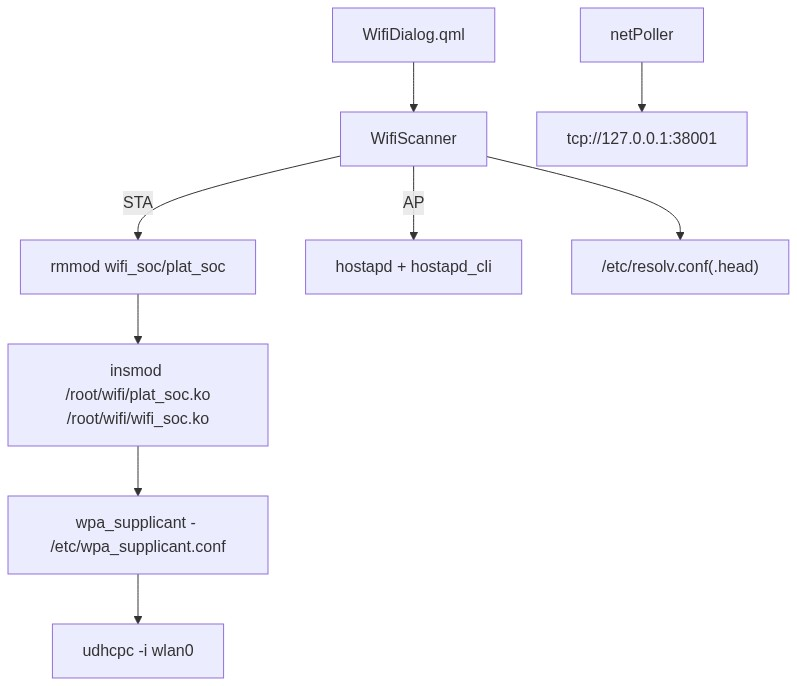 WifiDialog.qml
netPoller
WifiScanner
tcp://127.0.0.1:38001
STA
AP
rmmod wifi_soc/plat_soc
hostapd + hostapd_cli
/etc/resolv.conf(.head)
insmod
/root/wifi/plat_soc.ko
/root/wifi/wifi_soc.ko
wpa_supplicant -
/etc/wpa_supplicant.conf
udhcpc -i wlan0